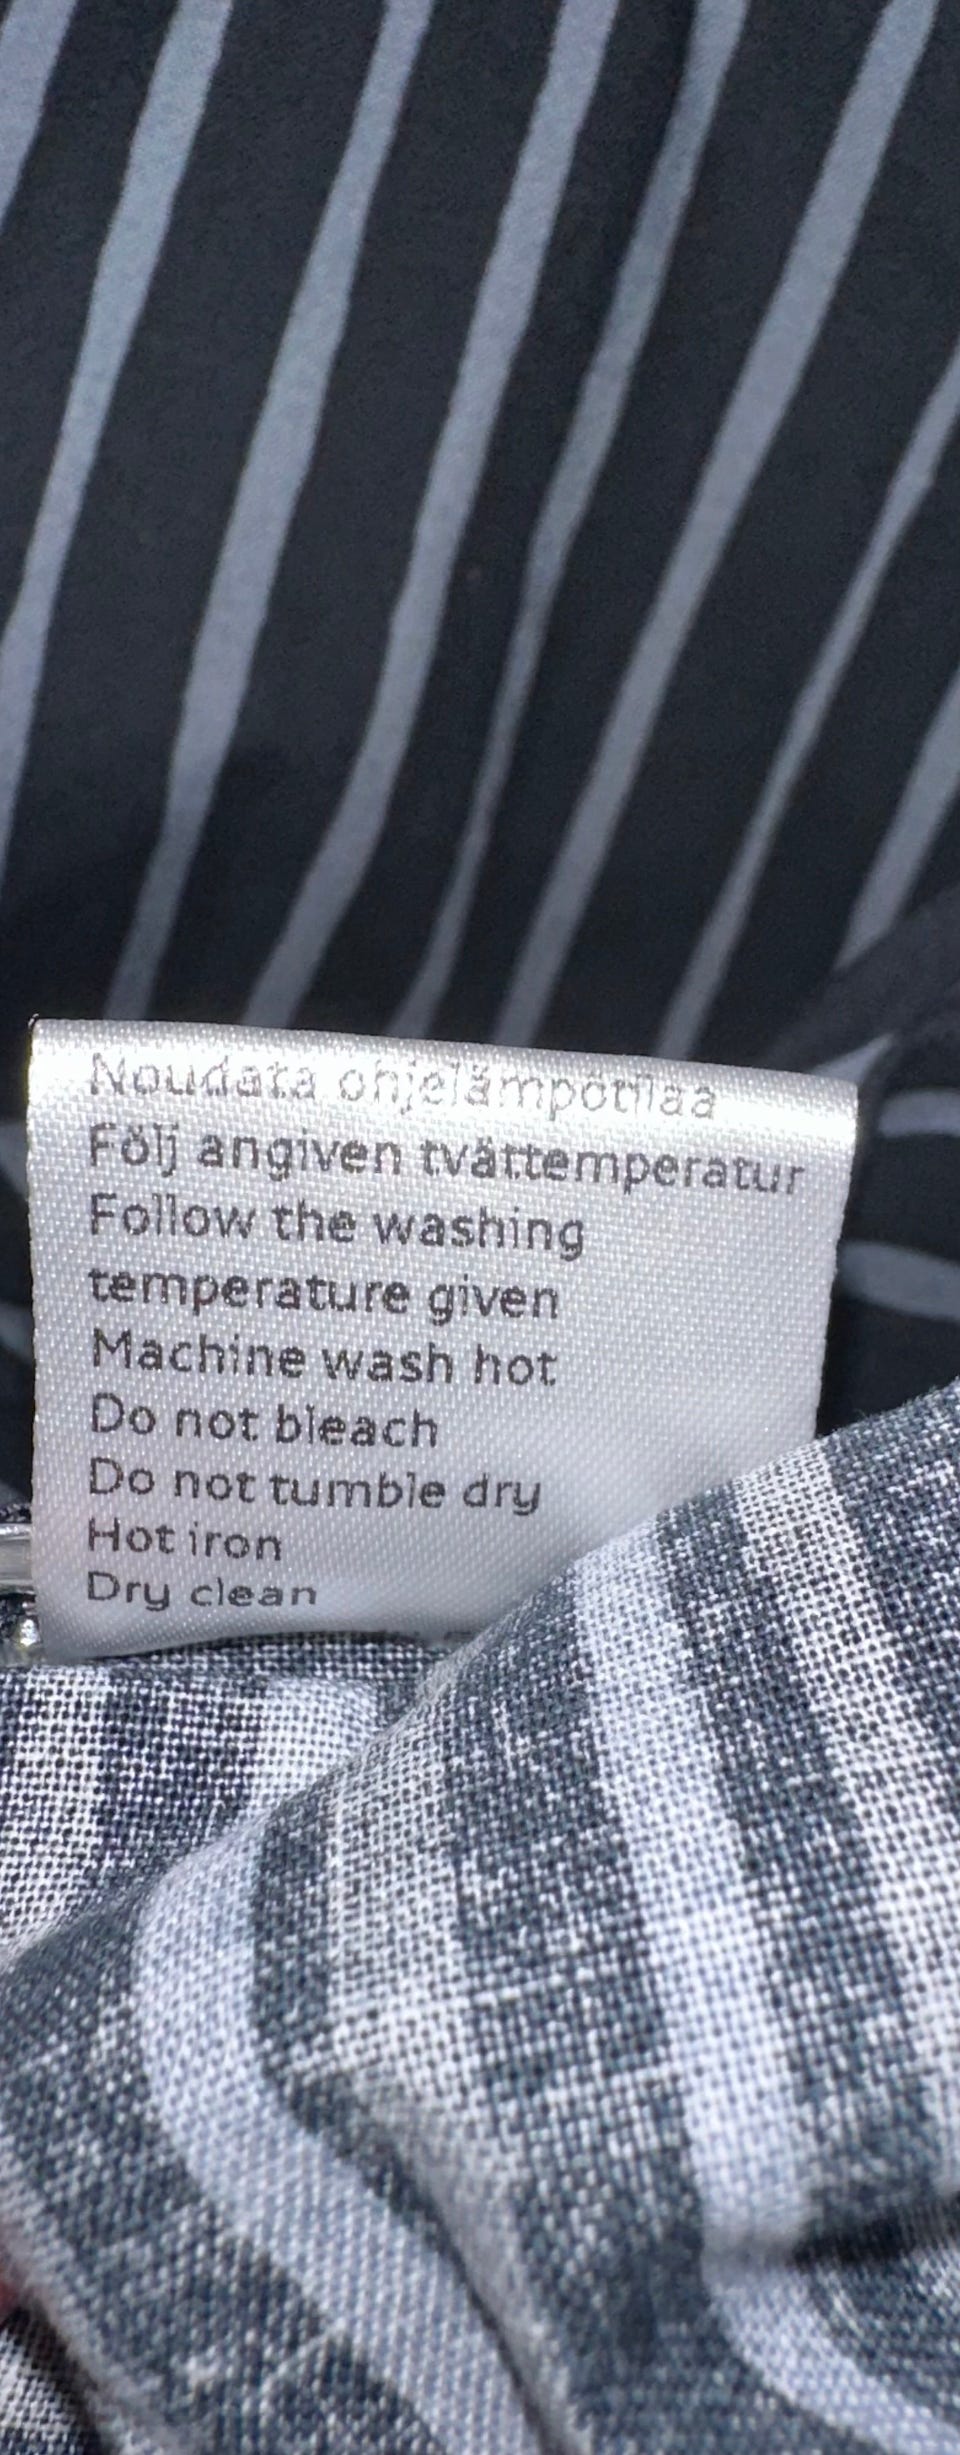 Noudata ohjelämpötilaa
Följ angiven tvättemperatur
Follow the washing
temperature given
Machine wash hot
Do not bleach
Do not tumble dry
Hot iron
Dry clean